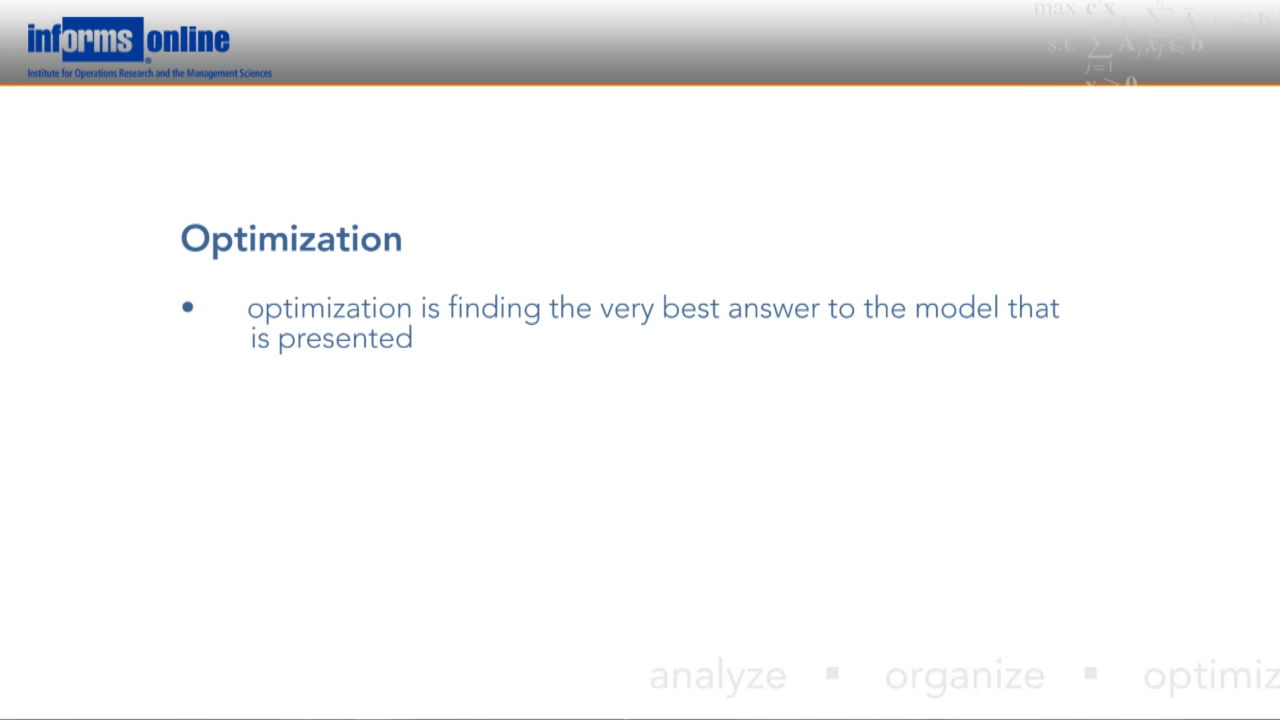 informs online
®
Institute for Operations Research and the Management Sciences
max c'x
s.t.
Optimization
• optimization is finding the very best answer to the model that
is presented
analyze ▪ organize ▪ optimiz